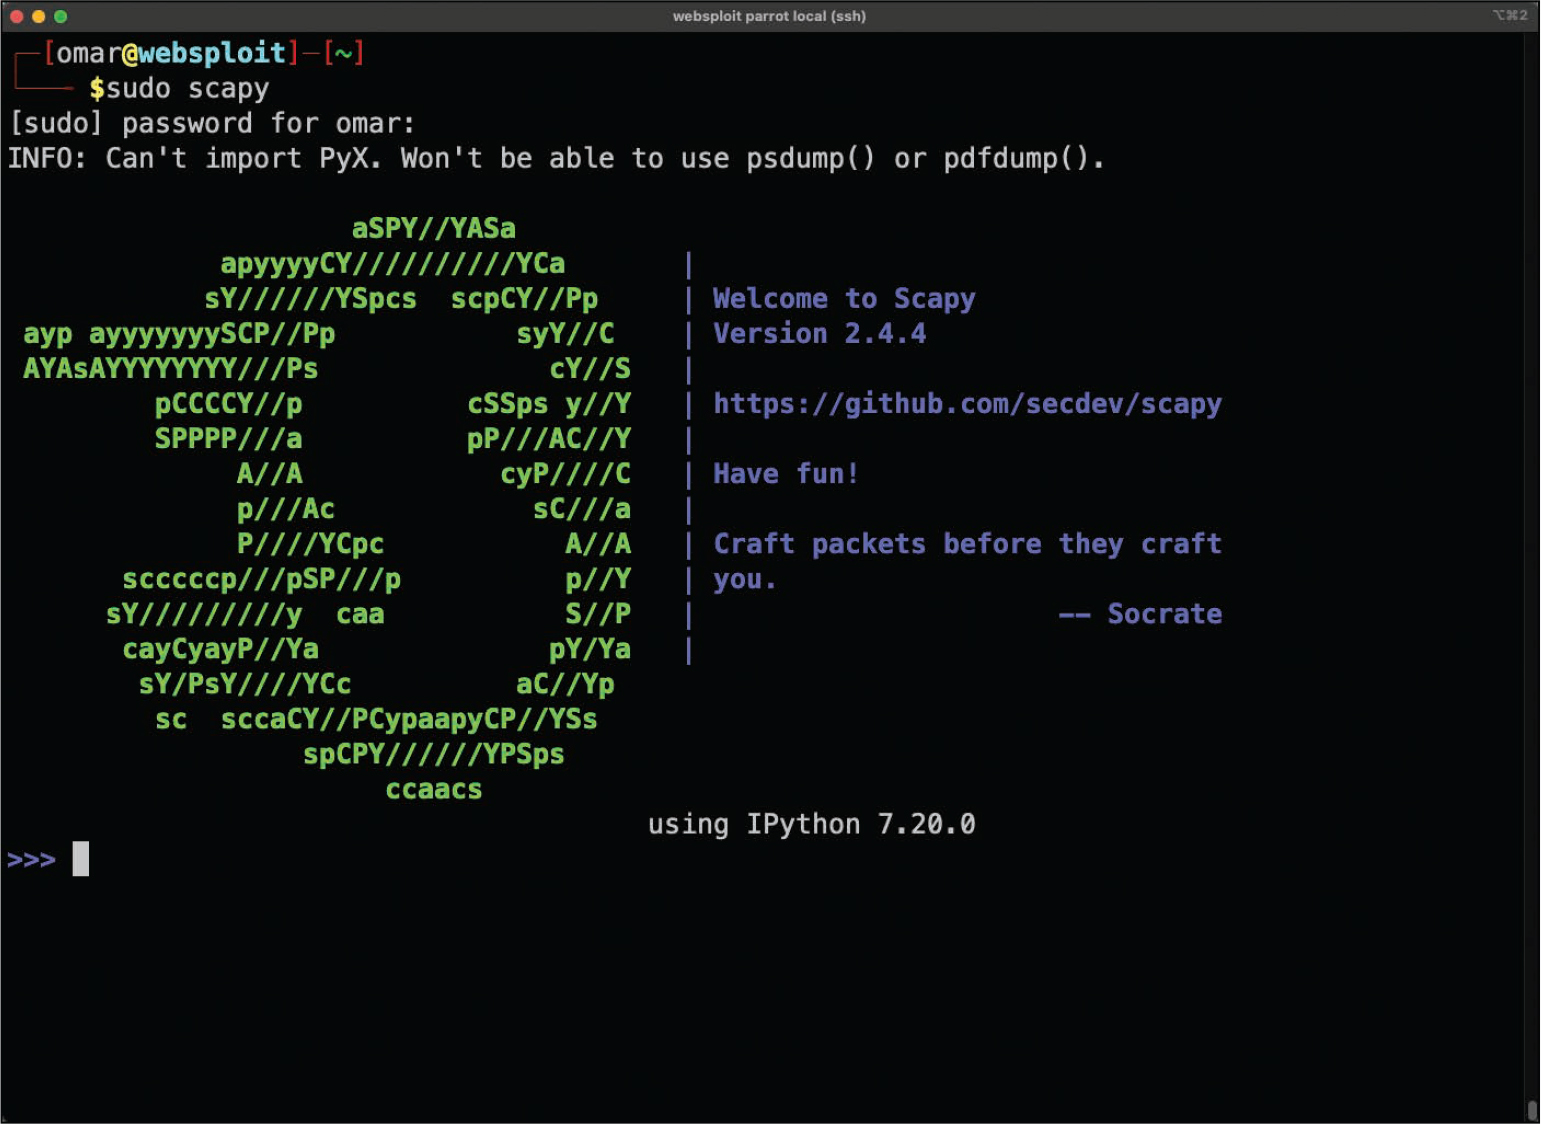 websploit parrot local (ssh)
⌥⌘2
┌─[omar@websploit]─[~]
└──╼ $sudo scapy
[sudo] password for omar:
INFO: Can't import PyX. Won't be able to use psdump() or pdfdump().
aSPY//YASa
apyyyyCY//////////YCa |
sY//////YSpcs scpCY//Pp | Welcome to Scapy
ayp ayyyyyyySCP//Pp syY//C | Version 2.4.4
AYAsAYYYYYYYY///Ps cY//S |
pCCCCY//p cSSps y//Y | https://github.com/secdev/scapy
SPPPP///a pP///AC//Y |
A//A cyP////C | Have fun!
p///Ac sC///a |
P////YCpc A//A | Craft packets before they craft
scccccp///pSP///p p//Y | you.
sY/////////y caa S//P | -- Socrate
cayCyayP//Ya pY/Ya |
sY/PsY////YCc aC//Yp
sc sccaCY//PCypaapyCP//YSs
spCPY//////YPSps
ccaacs
using IPython 7.20.0
>>>